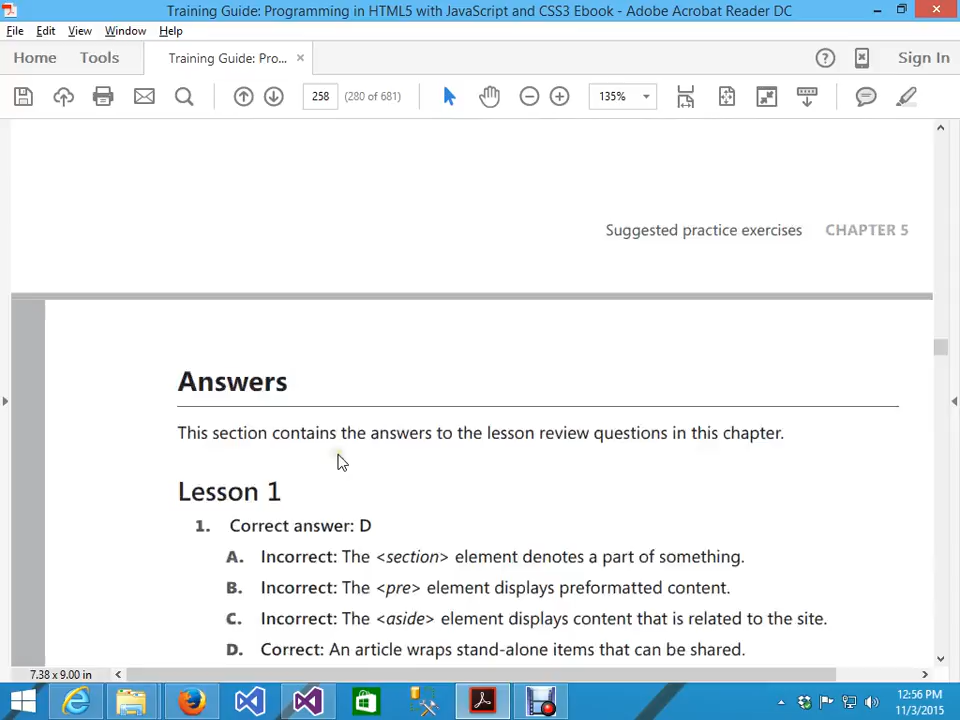 Training Guide: Programming in HTML5 with JavaScript and CSS3 Ebook - Adobe Acrobat Reader DC
File Edit View Window Help
Home Tools Training Guide: Pro... × Sign In
258 (280 of 681) 135%
Suggested practice exercises CHAPTER 5
Answers
This section contains the answers to the lesson review questions in this chapter.
Lesson 1
1. Correct answer: D
A. Incorrect: The <section> element denotes a part of something.
B. Incorrect: The <pre> element displays preformatted content.
C. Incorrect: The <aside> element displays content that is related to the site.
D. Correct: An article wraps stand-alone items that can be shared.
7.38 x 9.00 in
12:56 PM
11/3/2015